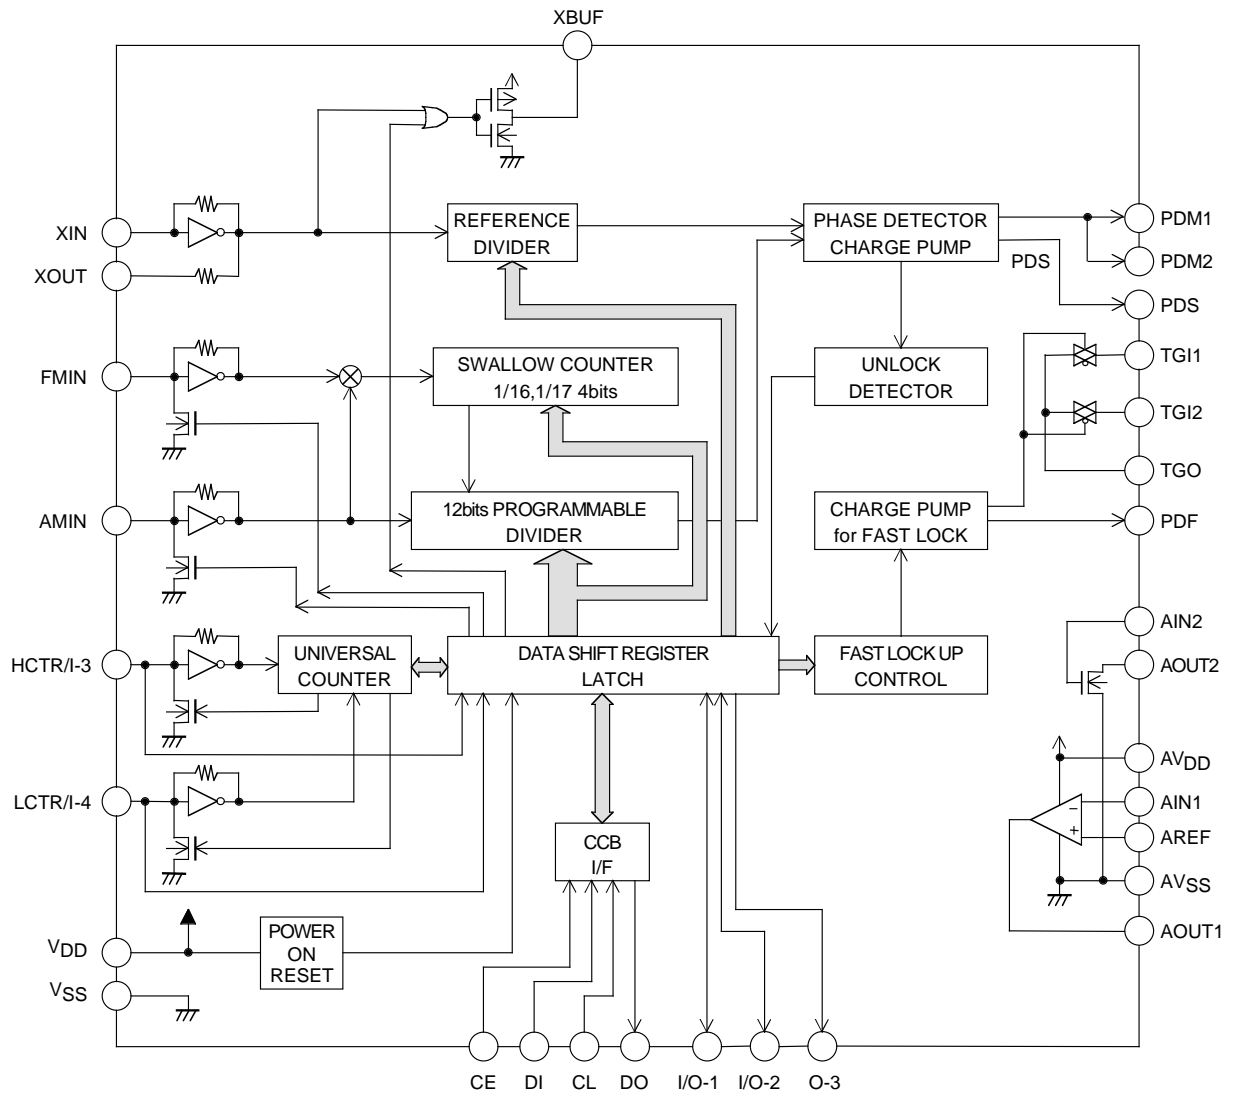 XBUF
XIN
XOUT
REFERENCE
DIVIDER
PHASE DETECTOR
CHARGE PUMP
PDM1
PDM2
PDS
PDS
FMIN
SWALLOW COUNTER
1/16,1/17 4bits
UNLOCK
DETECTOR
TGI1
TGI2
TGO
AMIN
12bits PROGRAMMABLE
DIVIDER
CHARGE PUMP
for FAST LOCK
PDF
HCTR/I-3
UNIVERSAL
COUNTER
DATA SHIFT REGISTER
LATCH
FAST LOCK UP
CONTROL
AIN2
AOUT2
LCTR/I-4
CCB
I/F
AVDD
AIN1
AREF
AVSS
AOUT1
−
+
VDD
VSS
POWER
ON
RESET
CE
DI
CL
DO
I/O-1
I/O-2
O-3